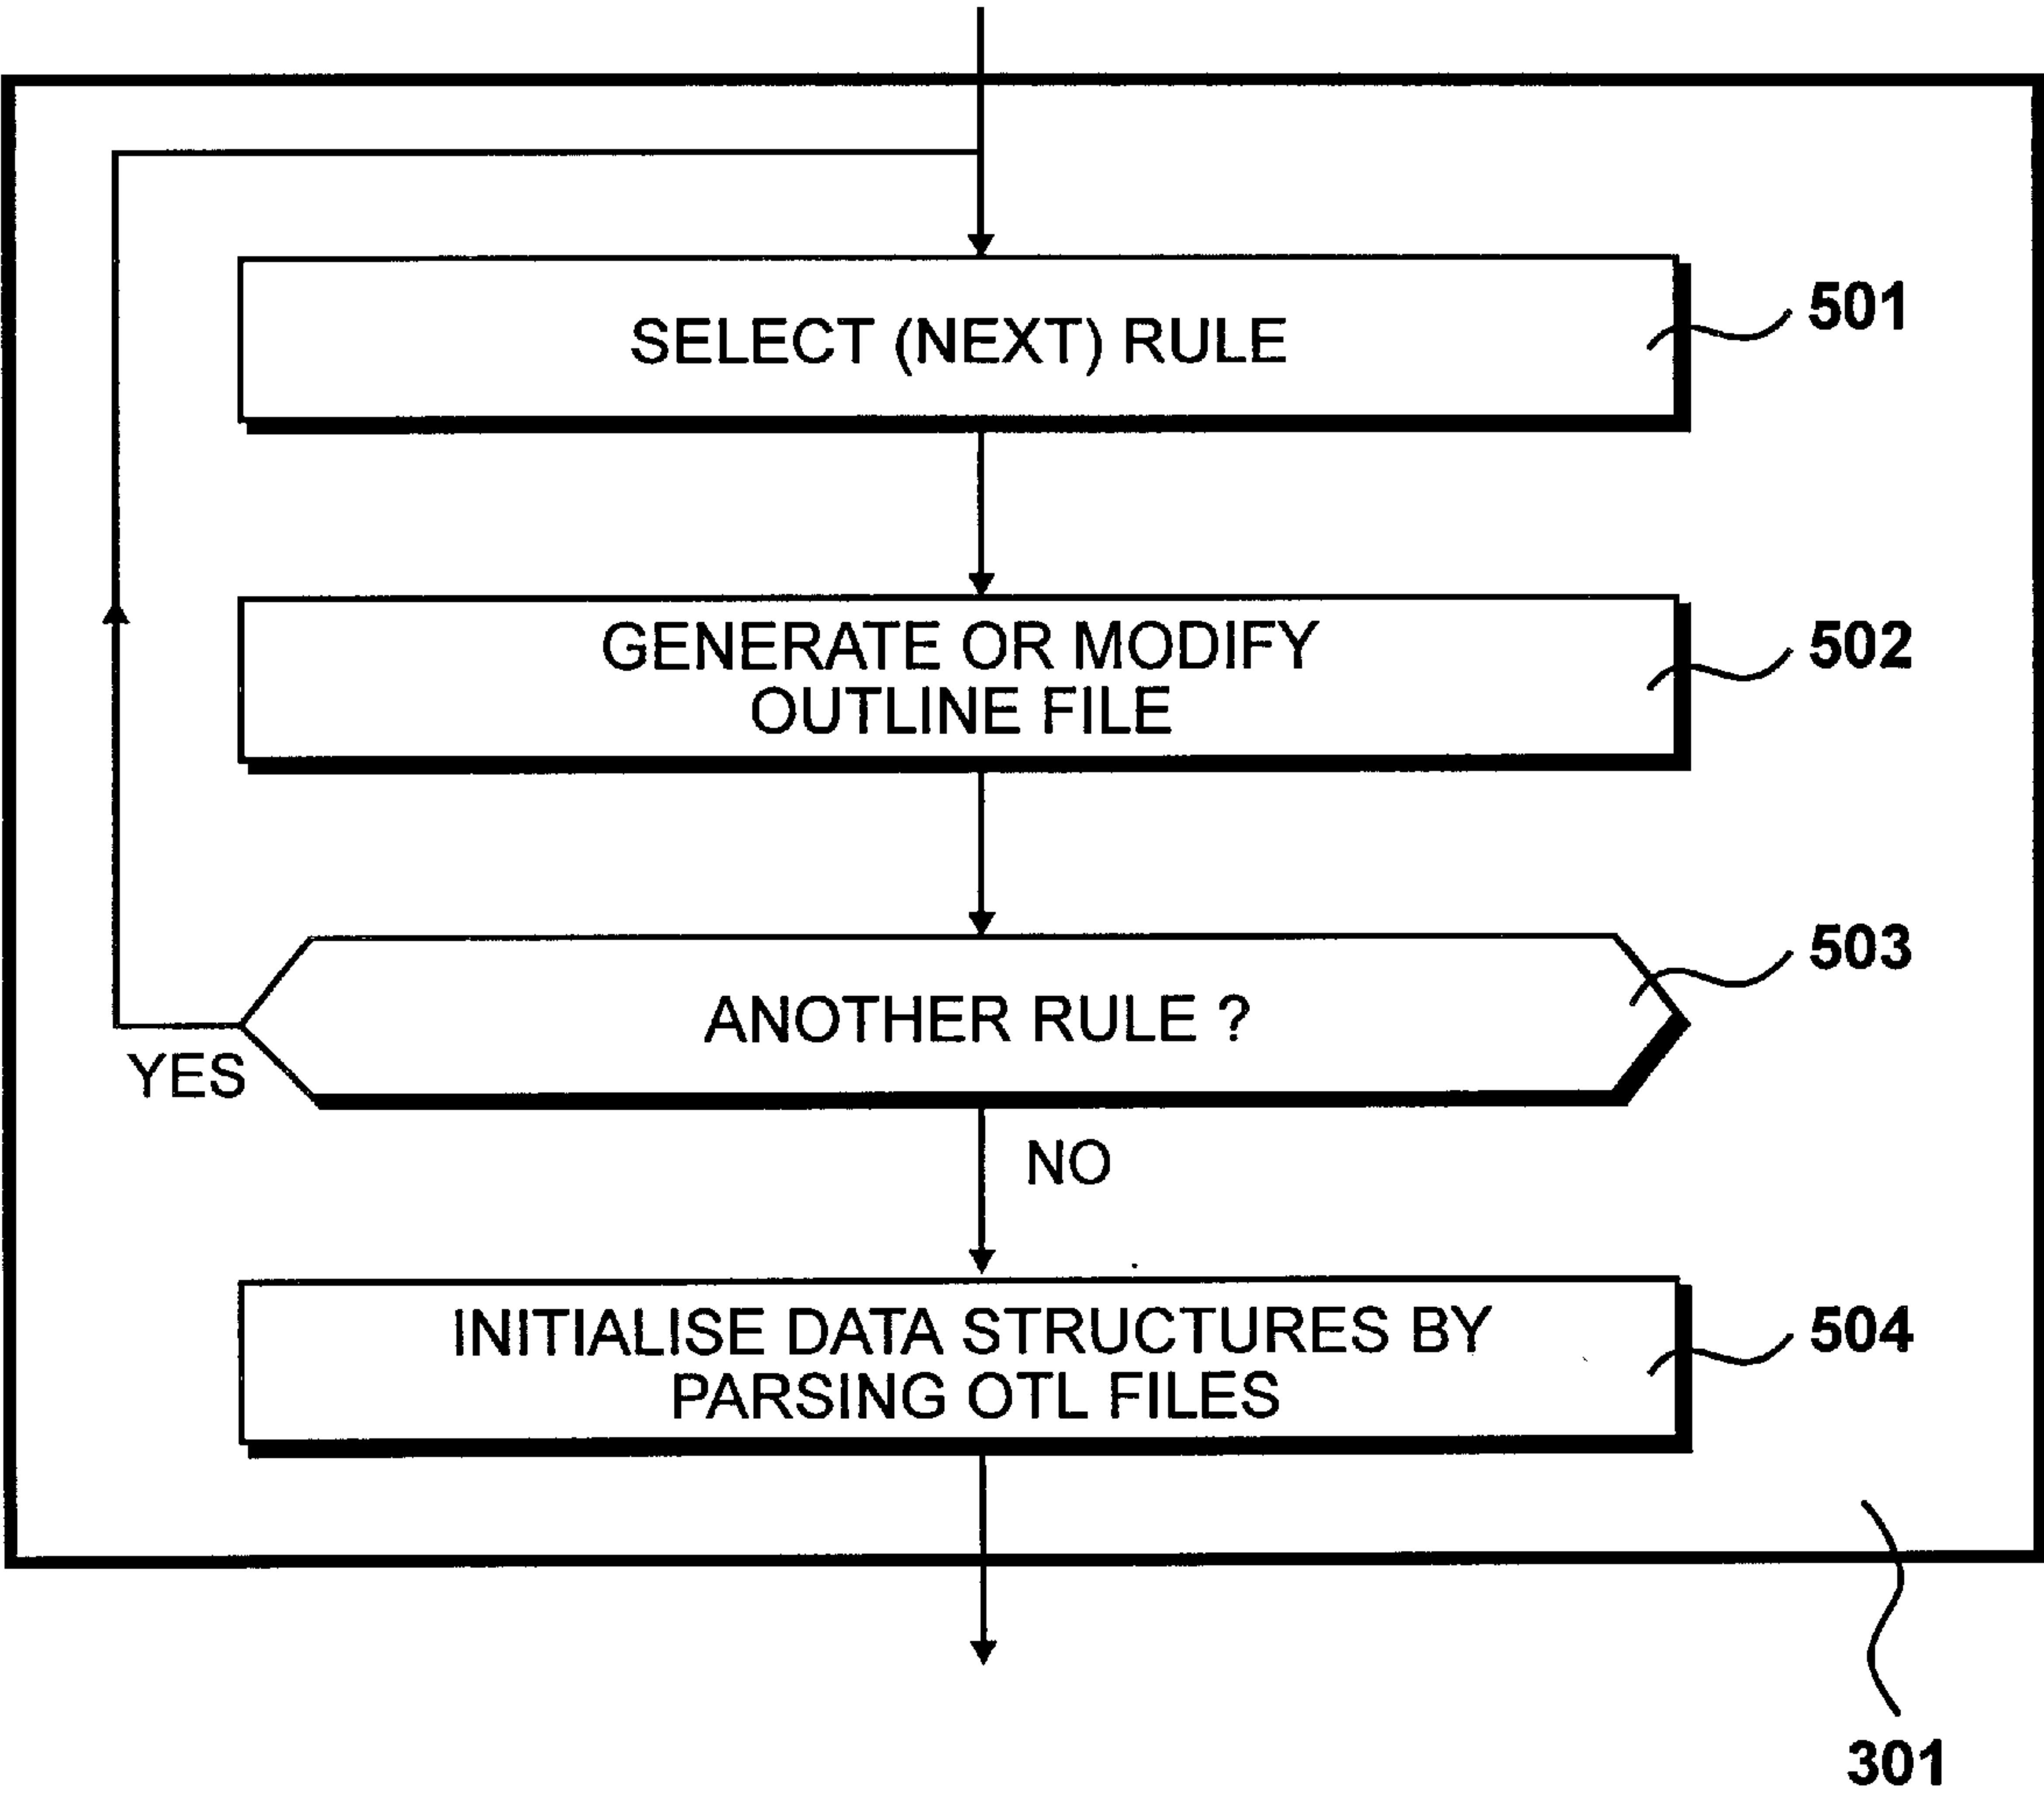 SELECT (NEXT) RULE
501
GENERATE OR MODIFY
OUTLINE FILE
502
ANOTHER RULE ?
503
YES
NO
INITIALISE DATA STRUCTURES BY
PARSING OTL FILES
504
301